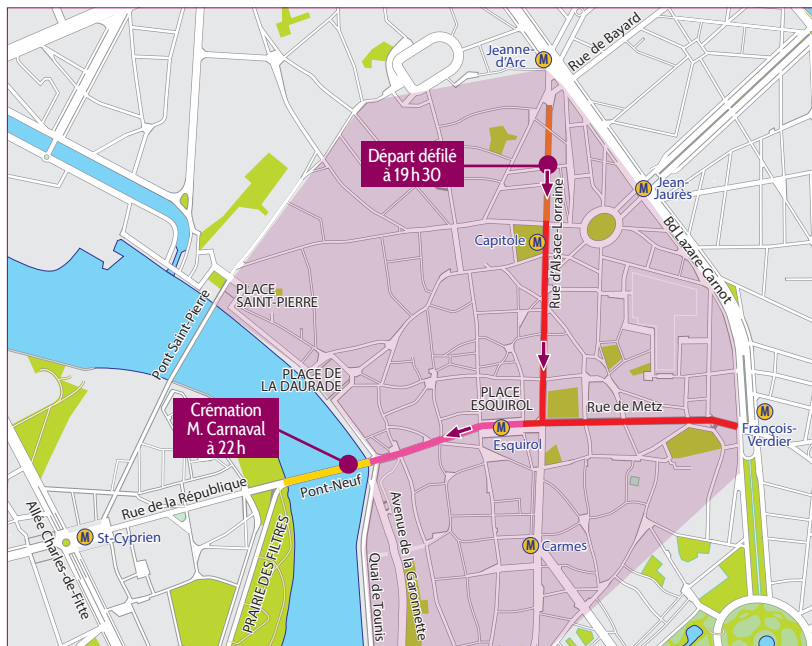 Jeanne-
d'Arc
M
Rue de Bayard
Départ défilé
à 19 h 30
M
Jean-
Jaurès
Capitole
M
Rue d'Alsace-Lorraine
Bd Lazare-Carnot
PLACE
SAINT-PIERRE
Pont Saint-Pierre
PLACE DE
LA DAURADE
PLACE
ESQUIROL
Rue de Metz
M
François-
Verdier
Crémation
M. Carnaval
à 22 h
M
Esquirol
Pont-Neuf
Rue de la République
Allée Charles-de-Fitte
M
St-Cyprien
PRAIRIE DES FILTRES
Quai de Tounis
Avenue de la Garonnette
M
Carmes